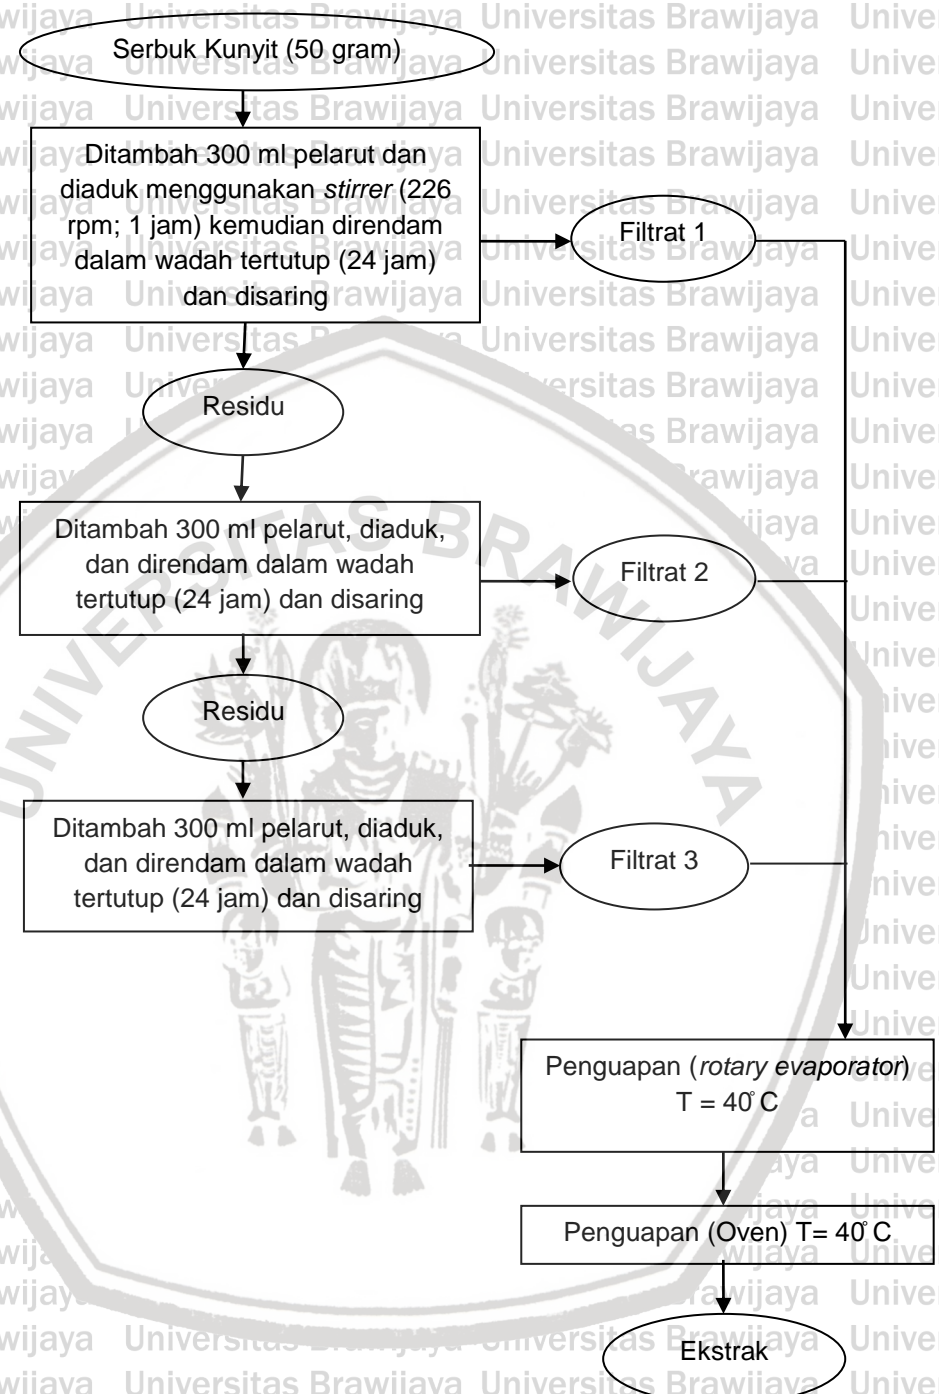 Serbuk Kunyit (50 gram)
Ditambah 300 ml pelarut dan
diaduk menggunakan stirrer (226
rpm; 1 jam) kemudian direndam
dalam wadah tertutup (24 jam)
dan disaring
Filtrat 1
Residu
Ditambah 300 ml pelarut, diaduk,
dan direndam dalam wadah
tertutup (24 jam) dan disaring
Filtrat 2
Residu
Ditambah 300 ml pelarut, diaduk,
dan direndam dalam wadah
tertutup (24 jam) dan disaring
Filtrat 3
Penguapan (rotary evaporator)
T = 40°C
Penguapan (Oven) T= 40°C
Ekstrak
UNIVERSITAS BRAWIJAYA